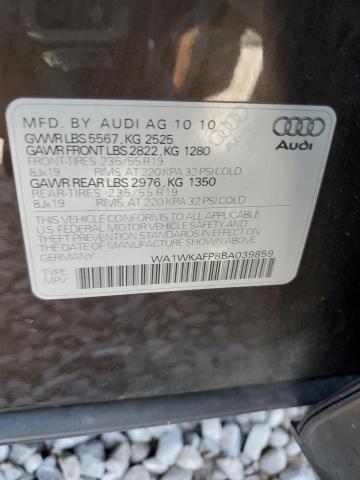 MFD. BY AUDI AG 10 10
GVWR LBS 5567, KG 2525
GAWR FRONT LBS 2822, KG 1280
FRONT-TIRES 235/55 R19
8Jx19 RIMS, AT 220 KPA 32 PSI COLD
GAWR REAR LBS 2976, KG 1350
REAR-TIRES 235/55 R19
8Jx19 RIMS, AT 220 KPA 32 PSI COLD
THIS VEHICLE CONFORMS TO ALL APPLICABLE
U.S. FEDERAL MOTOR VEHICLE SAFETY AND
THEFT PREVENTION STANDARDS IN EFFECT ON
THE DATE OF MANUFACTURE SHOWN ABOVE.
GERMANY WA1WKAFP8BA039859
TYPE:
MPV
Audi